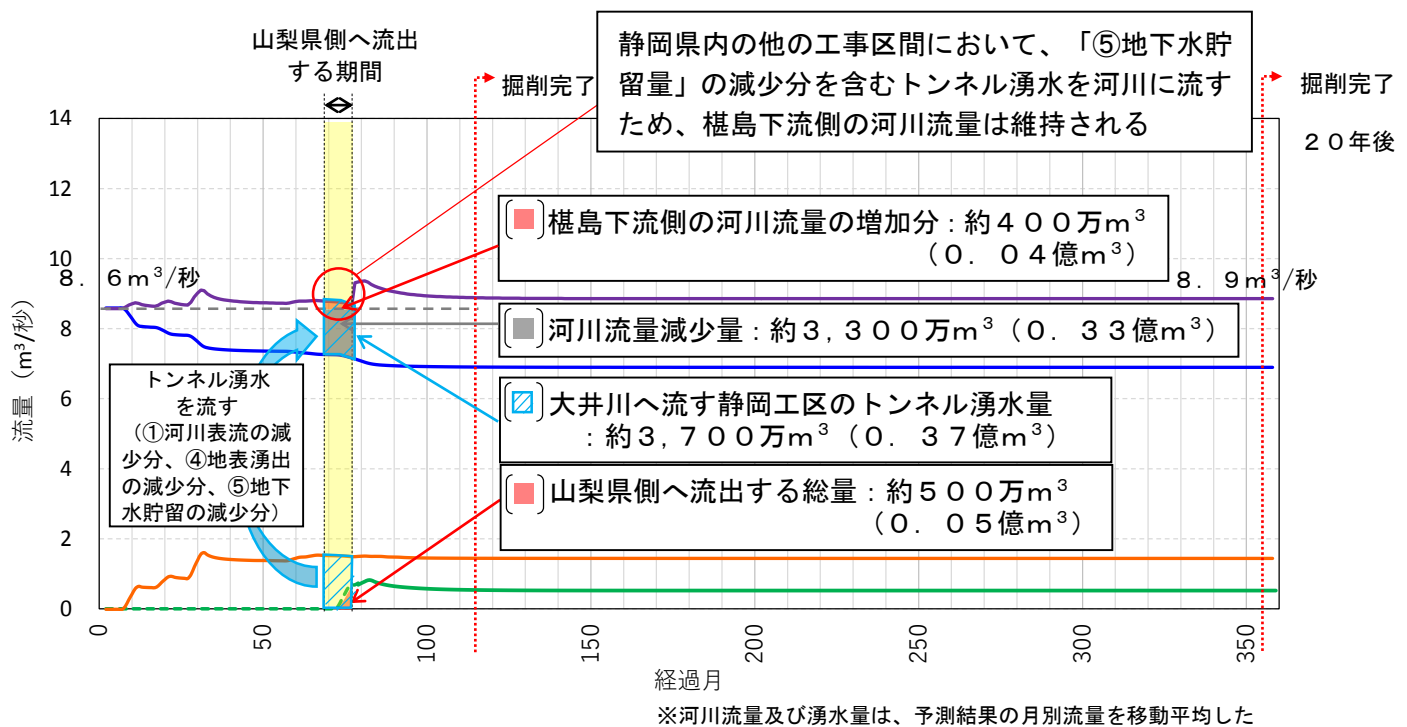 山梨県側へ流出
する期間
掘削完了
静岡県内の他の工事区間において、「⑤地下水貯
留量」の減少分を含むトンネル湧水を河川に流す
ため、椹島下流側の河川流量は維持される
掘削完了
２０年後
14
12
10
8
6
4
2
0
流量（m³/秒）
８．６ｍ³/秒
８．９ｍ³/秒
椹島下流側の河川流量の増加分：約４００万ｍ³
（０．０４億ｍ³）
河川流量減少量：約３，３００万ｍ³（０．３３億ｍ³）
大井川へ流す静岡工区のトンネル湧水量
：約３，７００万ｍ³（０．３７億ｍ³）
山梨県側へ流出する総量：約５００万ｍ³
（０．０５億ｍ³）
トンネル湧水
を流す
（①河川表流の減
少分、④地表湧出
の減少分、⑤地下
水貯留の減少分）
0
50
100
150
200
250
300
350
経過月
※河川流量及び湧水量は、予測結果の月別流量を移動平均した